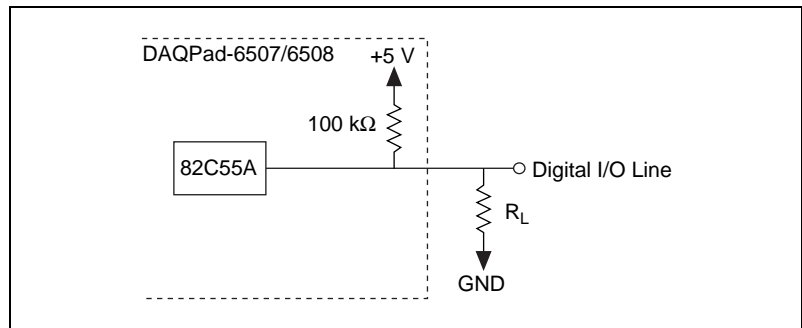 DAQPad-6507/6508
+5 V
100 kΩ
82C55A
Digital I/O Line
R_L
GND